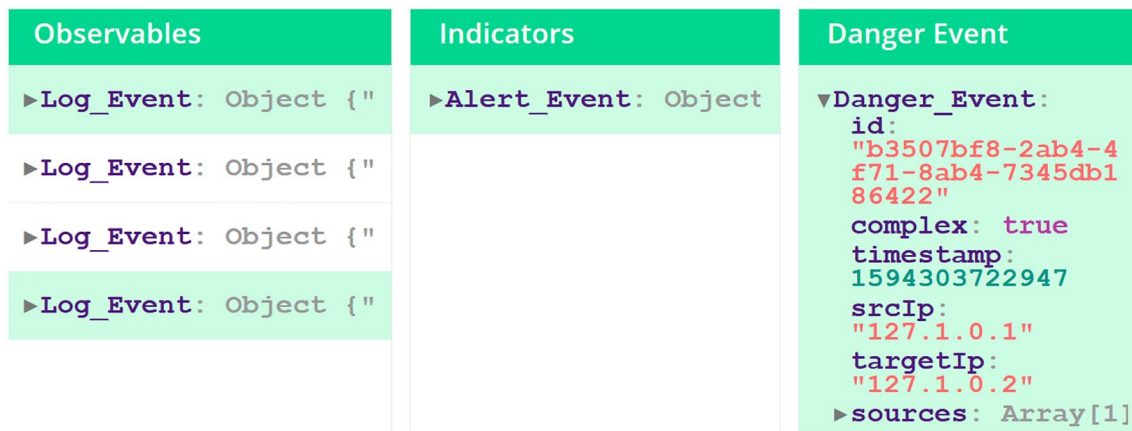 Observables
▶Log_Event: Object {"
▶Log_Event: Object {"
▶Log_Event: Object {"
▶Log_Event: Object {"
Indicators
▶Alert_Event: Object
Danger Event
▼Danger_Event:
id:
"b3507bf8-2ab4-4
f71-8ab4-7345db1
86422"
complex: true
timestamp:
1594303722947
srcIp:
"127.1.0.1"
targetIp:
"127.1.0.2"
▶sources: Array[1]